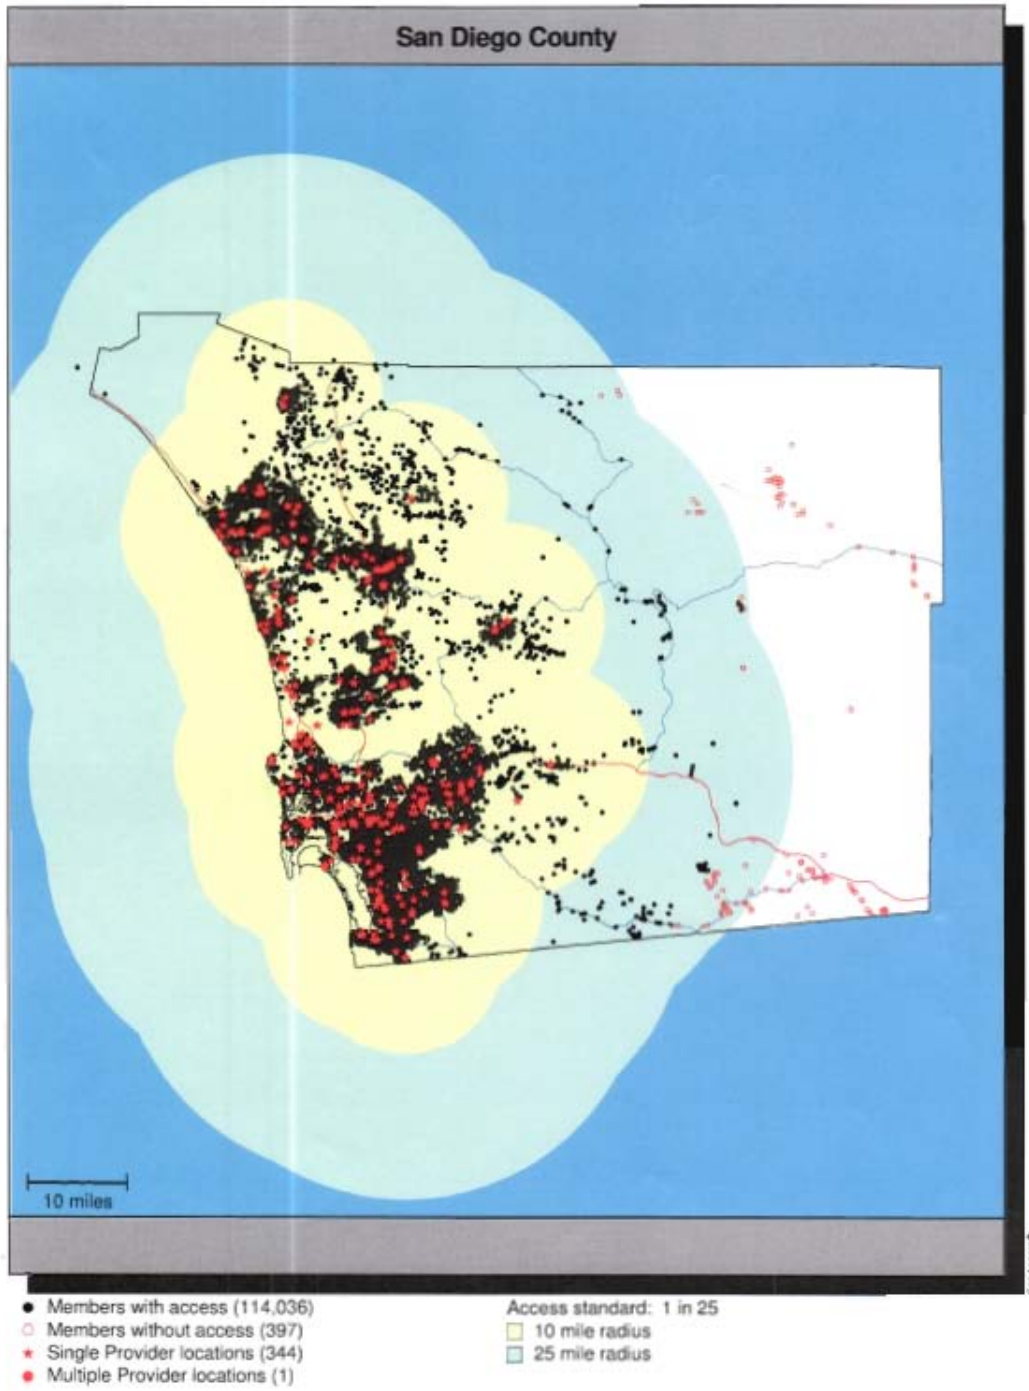 San Diego County
10 miles
Members with access (114,036)
Members without access (397)
Single Provider locations (344)
Multiple Provider locations (1)
Access standard: 1 in 25
10 mile radius
25 mile radius